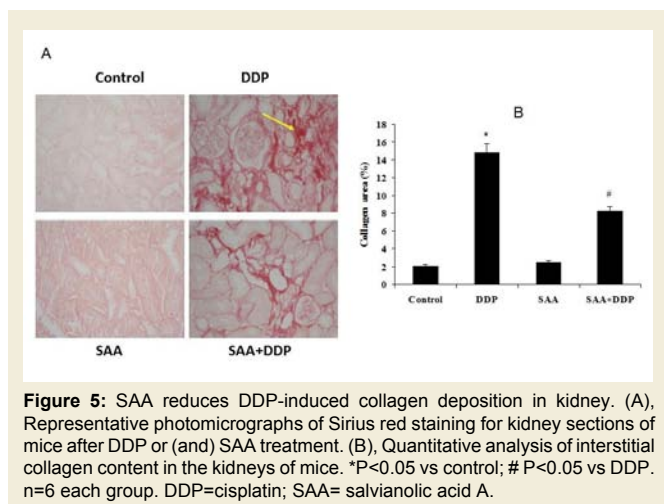 A
Control DDP
SAA SAA+DDP
B
Collagen area (%)
18
16
14
12
10
8
6
4
2
0
*
#
Control DDP SAA SAA+DDP
Figure 5: SAA reduces DDP-induced collagen deposition in kidney. (A),
Representative photomicrographs of Sirius red staining for kidney sections of
mice after DDP or (and) SAA treatment. (B), Quantitative analysis of interstitial
collagen content in the kidneys of mice. *P<0.05 vs control; # P<0.05 vs DDP.
n=6 each group. DDP=cisplatin; SAA= salvianolic acid A.